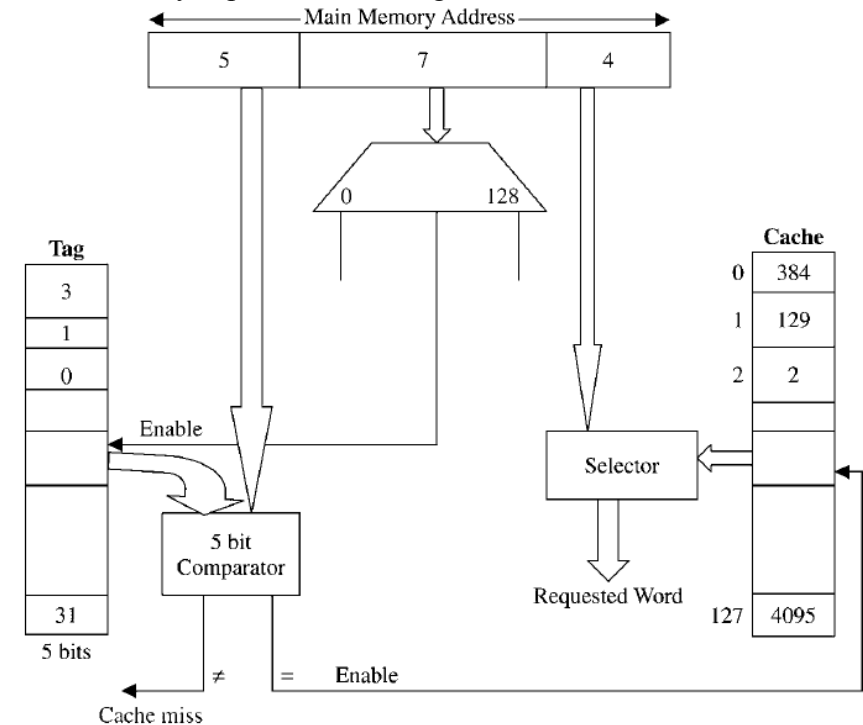 Main Memory Address
5 7 4
0 128
Tag
3
1
0
31
5 bits
Enable
5 bit
Comparator
≠ = Enable
Cache miss
Selector
Requested Word
Cache
0 384
1 129
2 2
127 4095